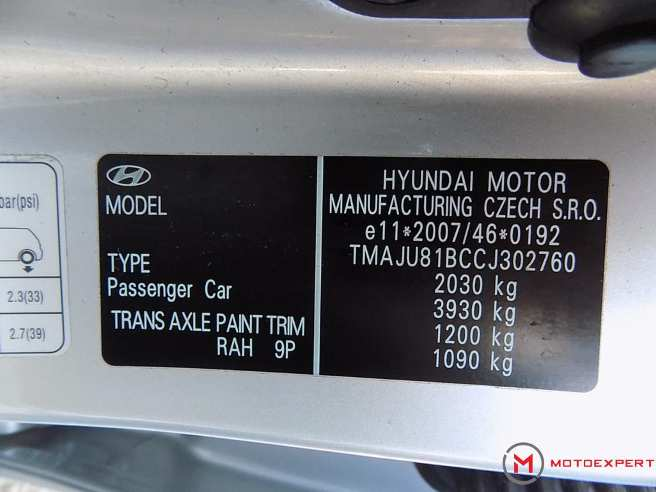 bar(psi)
2.3(33)
2.7(39)
MODEL
TYPE
Passenger Car
TRANS AXLE PAINT TRIM
RAH 9P
HYUNDAI MOTOR
MANUFACTURING CZECH S.R.O.
e11*2007/46*0192
TMAJU81BCCJ302760
2030 kg
3930 kg
1200 kg
1090 kg
M MOTOEXPERT